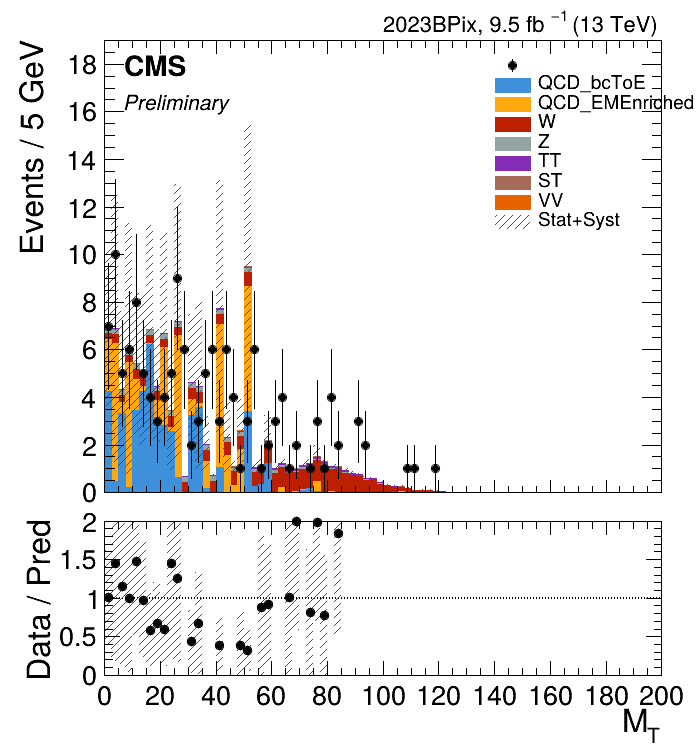 2023BPix, 9.5 fb⁻¹ (13 TeV)
CMS
Preliminary
QCD_bcToE
QCD_EMEnriched
W
Z
TT
ST
VV
Stat+Syst
Events / 5 GeV
18
16
14
12
10
8
6
4
2
0
Data / Pred
2
1.5
1
0.5
0
0 20 40 60 80 100 120 140 160 180 200
M_T